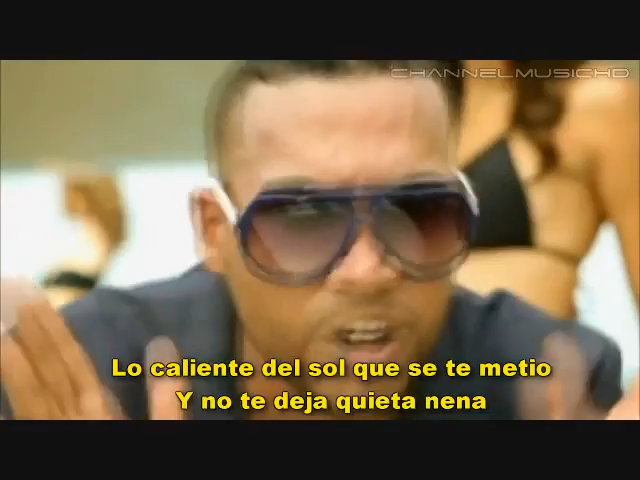 CHANNELMUSICHD
Lo caliente del sol que se te metio
Y no te deja quieta nena